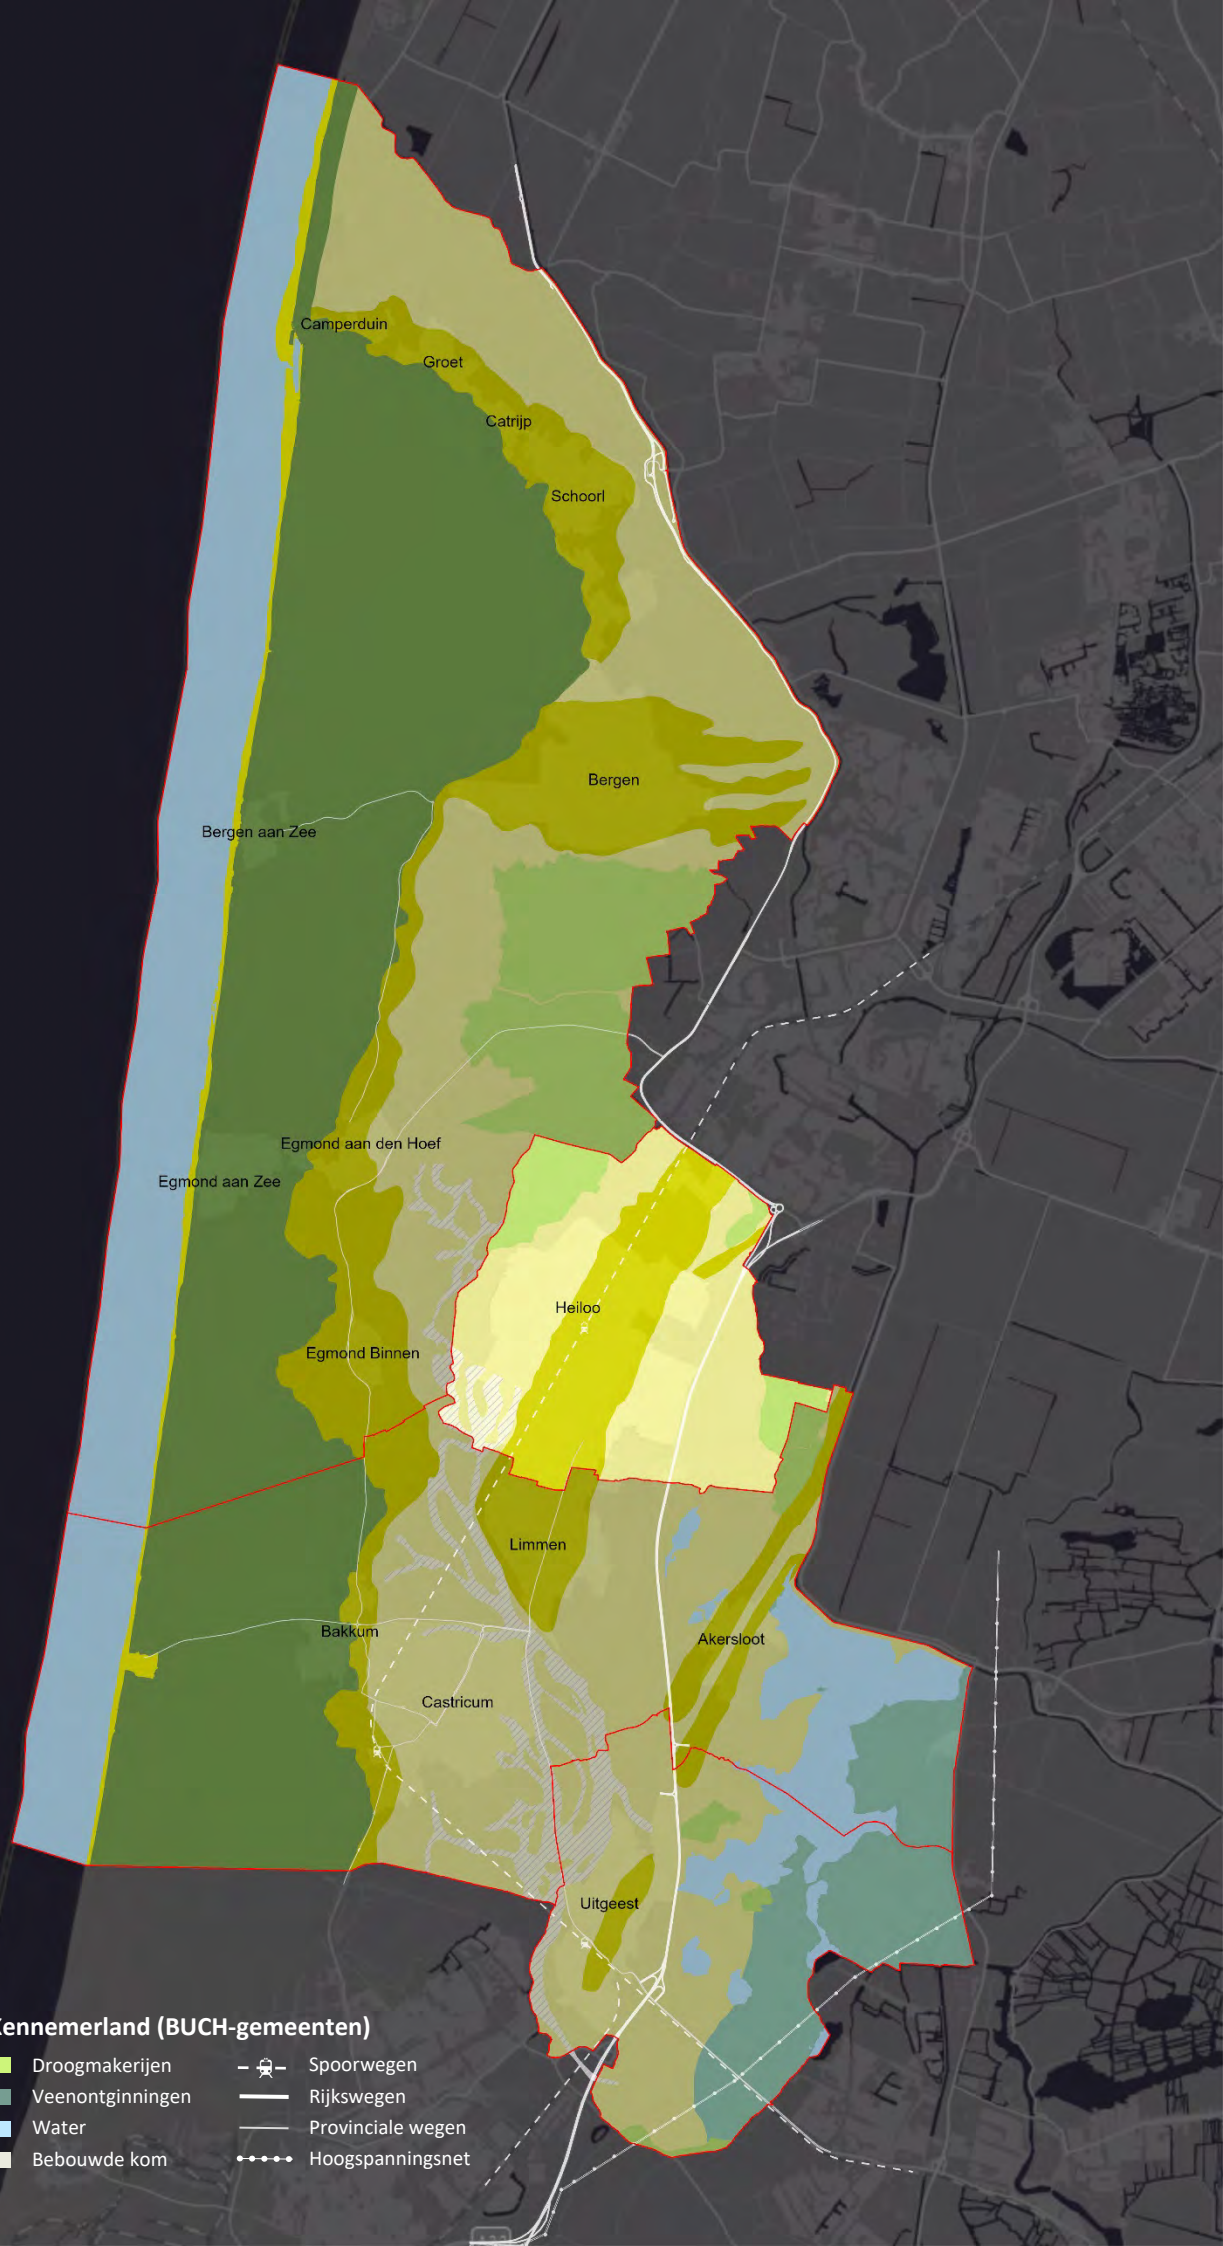 Camperduin
Groet
Catrijp
Schoorl
Bergen
Bergen aan Zee
Egmond aan den Hoef
Egmond aan Zee
Heiloo
Egmond Binnen
Limmen
Bakkum
Akersloot
Castricum
Uitgeest
Kennemerland (BUCH-gemeenten)
Droogmakerijen
Spoorwegen
Veenontginningen
Rijkswegen
Water
Provinciale wegen
Bebouwde kom
Hoogspanningsnet